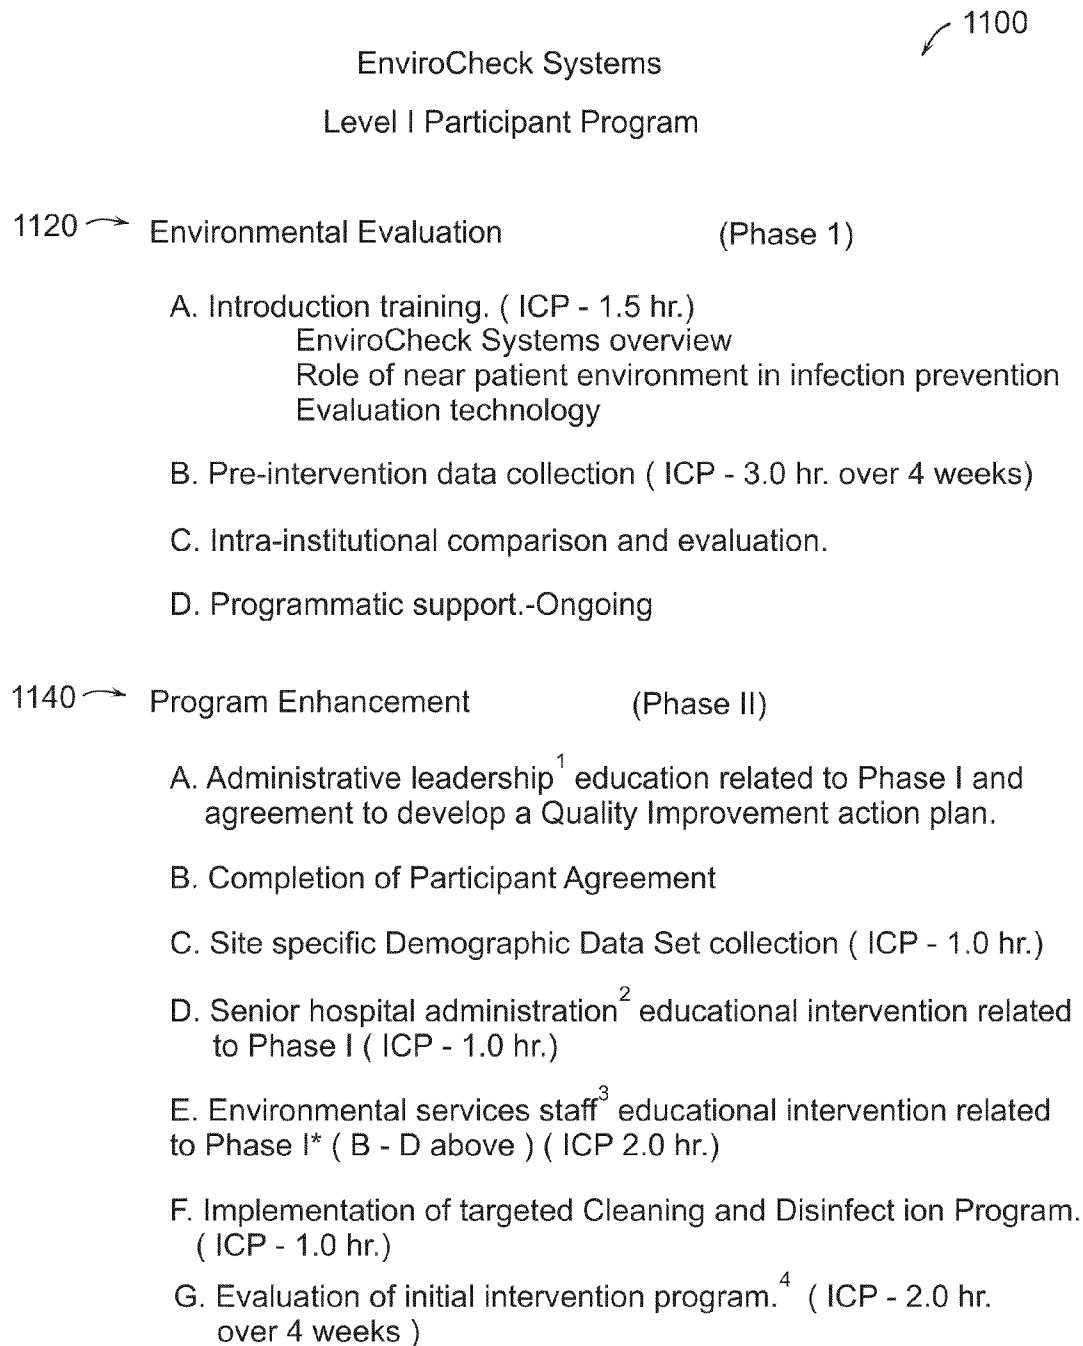 1100
EnviroCheck Systems
Level I Participant Program
1120 Environmental Evaluation (Phase 1)
A. Introduction training. ( ICP - 1.5 hr.)
EnviroCheck Systems overview
Role of near patient environment in infection prevention
Evaluation technology
B. Pre-intervention data collection ( ICP - 3.0 hr. over 4 weeks)
C. Intra-institutional comparison and evaluation.
D. Programmatic support.-Ongoing
1140 Program Enhancement (Phase II)
A. Administrative leadership1 education related to Phase I and
agreement to develop a Quality Improvement action plan.
B. Completion of Participant Agreement
C. Site specific Demographic Data Set collection ( ICP - 1.0 hr.)
D. Senior hospital administration2 educational intervention related
to Phase I ( ICP - 1.0 hr.)
E. Environmental services staff3 educational intervention related
to Phase I* ( B - D above ) ( ICP 2.0 hr.)
F. Implementation of targeted Cleaning and Disinfect ion Program.
( ICP - 1.0 hr.)
G. Evaluation of initial intervention program.4 ( ICP - 2.0 hr.
over 4 weeks )